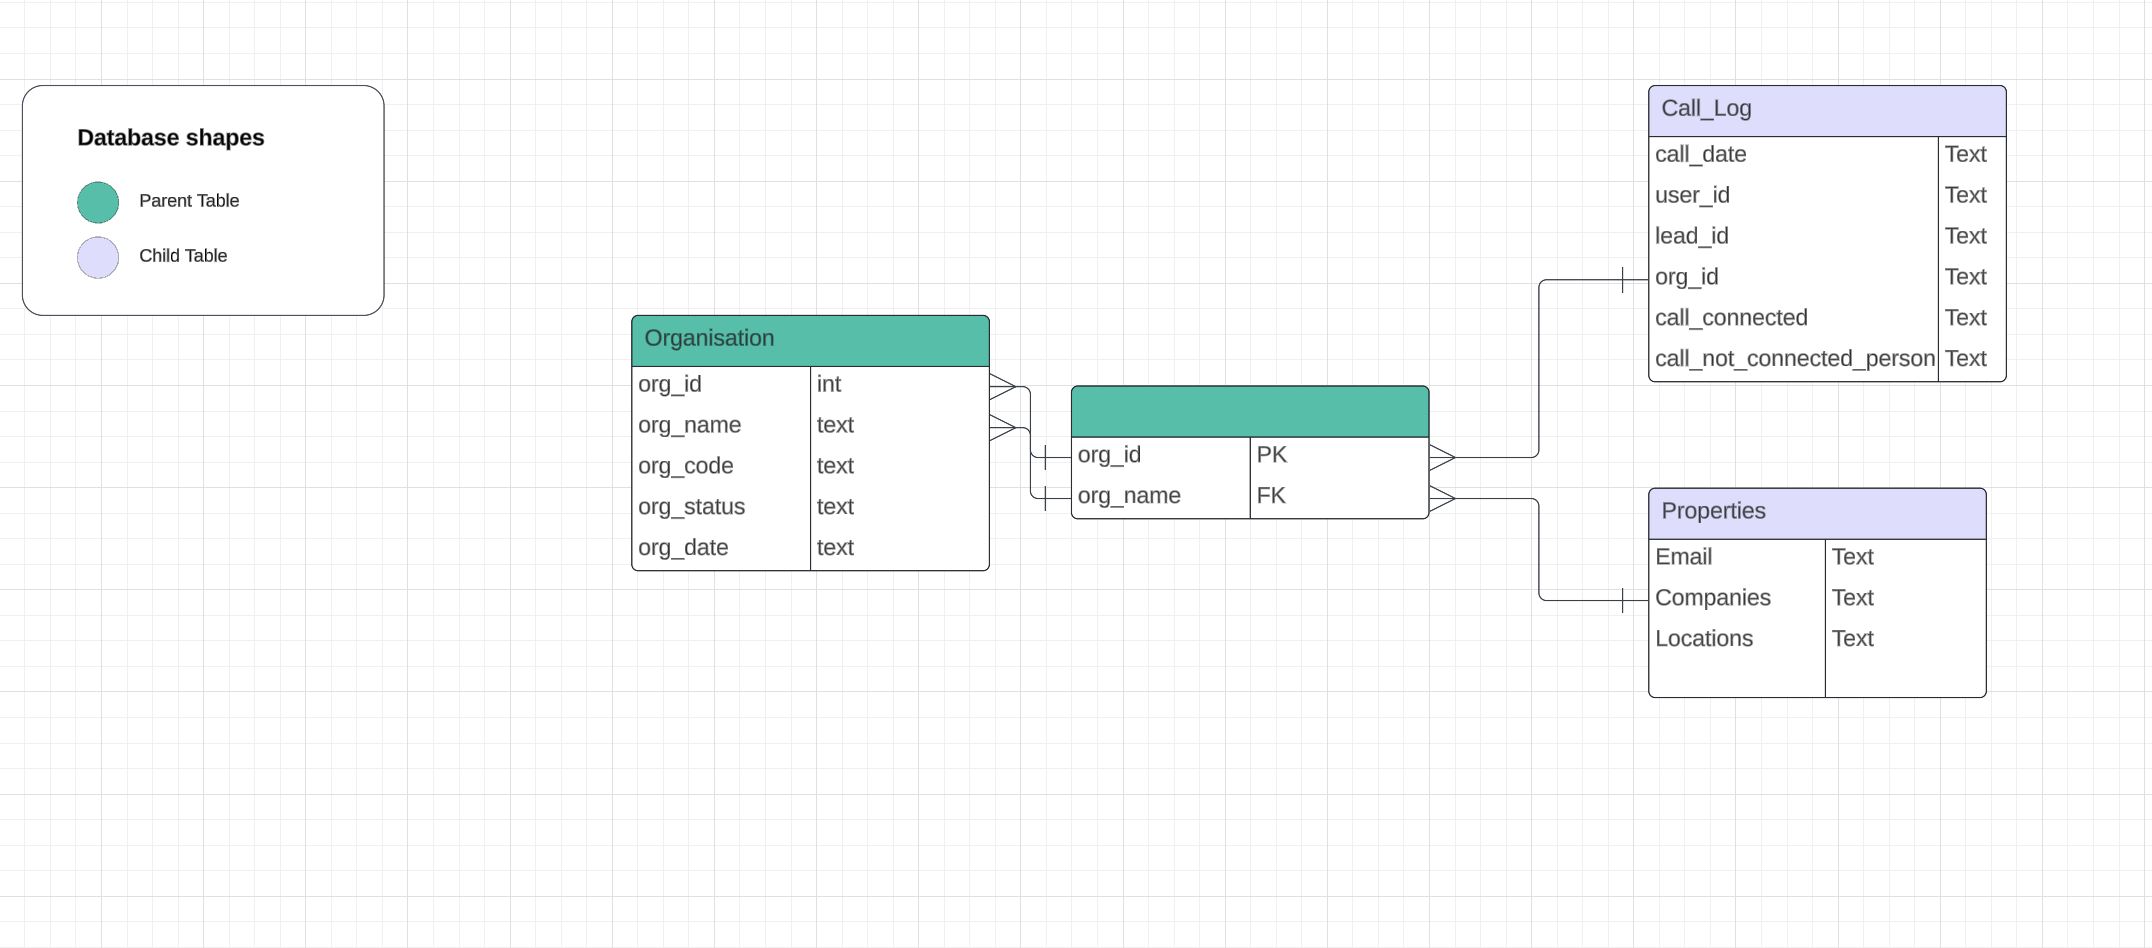 Database shapes
Parent Table
Child Table
Organisation
org_id int
org_name text
org_code text
org_status text
org_date text
org_id PK
org_name FK
Call_Log
call_date Text
user_id Text
lead_id Text
org_id Text
call_connected Text
call_not_connected_person Text
Properties
Email Text
Companies Text
Locations Text